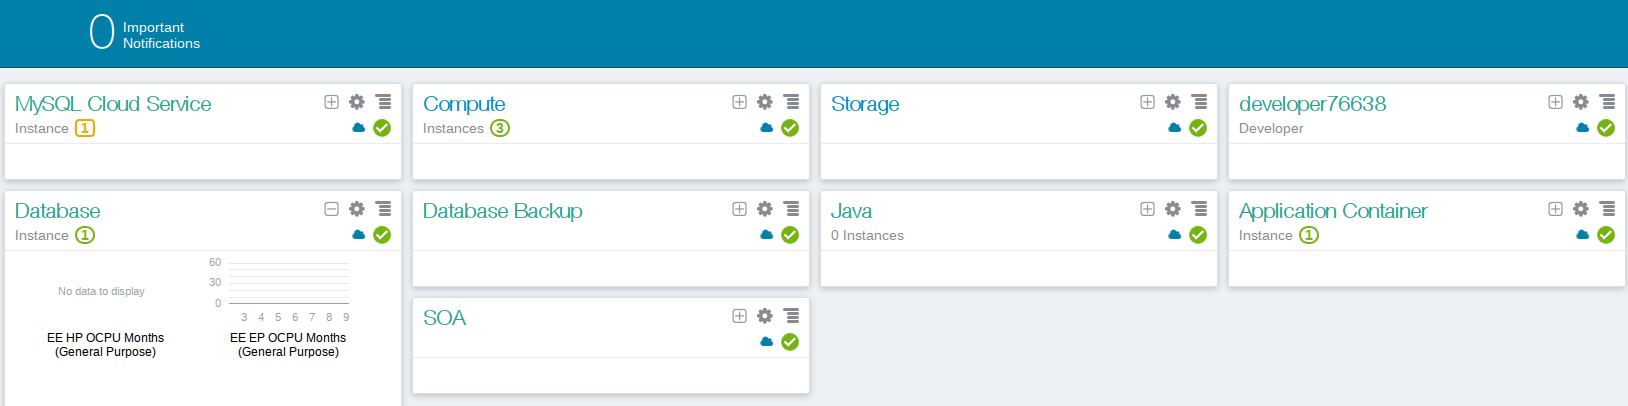 0 Important
Notifications
MySQL Cloud Service
Instance 1
Compute
Instances 3
Storage
developer76638
Developer
Database
Instance 1
No data to display
EE HP OCPU Months
(General Purpose)
60
30
0
3 4 5 6 7 8 9
EE EP OCPU Months
(General Purpose)
Database Backup
Java
0 Instances
Application Container
Instance 1
SOA